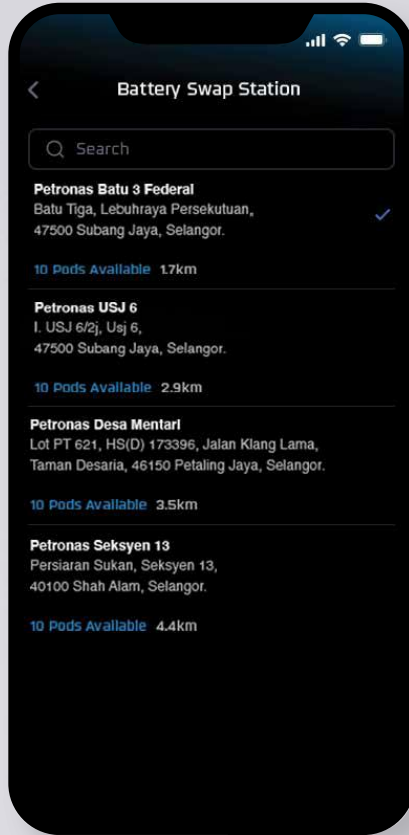 Battery Swap Station
Search
Petronas Batu 3 Federal
Batu Tiga, Lebuhraya Persekutuan,
47500 Subang Jaya, Selangor.
10 Pods Available 1.7km
Petronas USJ 6
I. USJ 6/2j, Usj 6,
47500 Subang Jaya, Selangor.
10 Pods Available 2.9km
Petronas Desa Mentari
Lot PT 621, HS(D) 173396, Jalan Klang Lama,
Taman Desaria, 46150 Petaling Jaya, Selangor.
10 Pods Available 3.5km
Petronas Seksyen 13
Persiaran Sukan, Seksyen 13,
40100 Shah Alam, Selangor.
10 Pods Available 4.4km